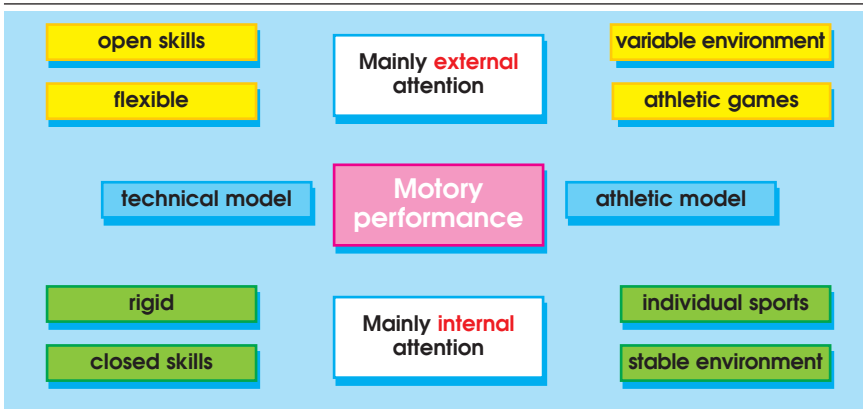 open skills
Mainly external
attention
variable environment
flexible
athletic games
technical model
Motory
performance
athletic model
rigid
Mainly internal
attention
individual sports
closed skills
stable environment